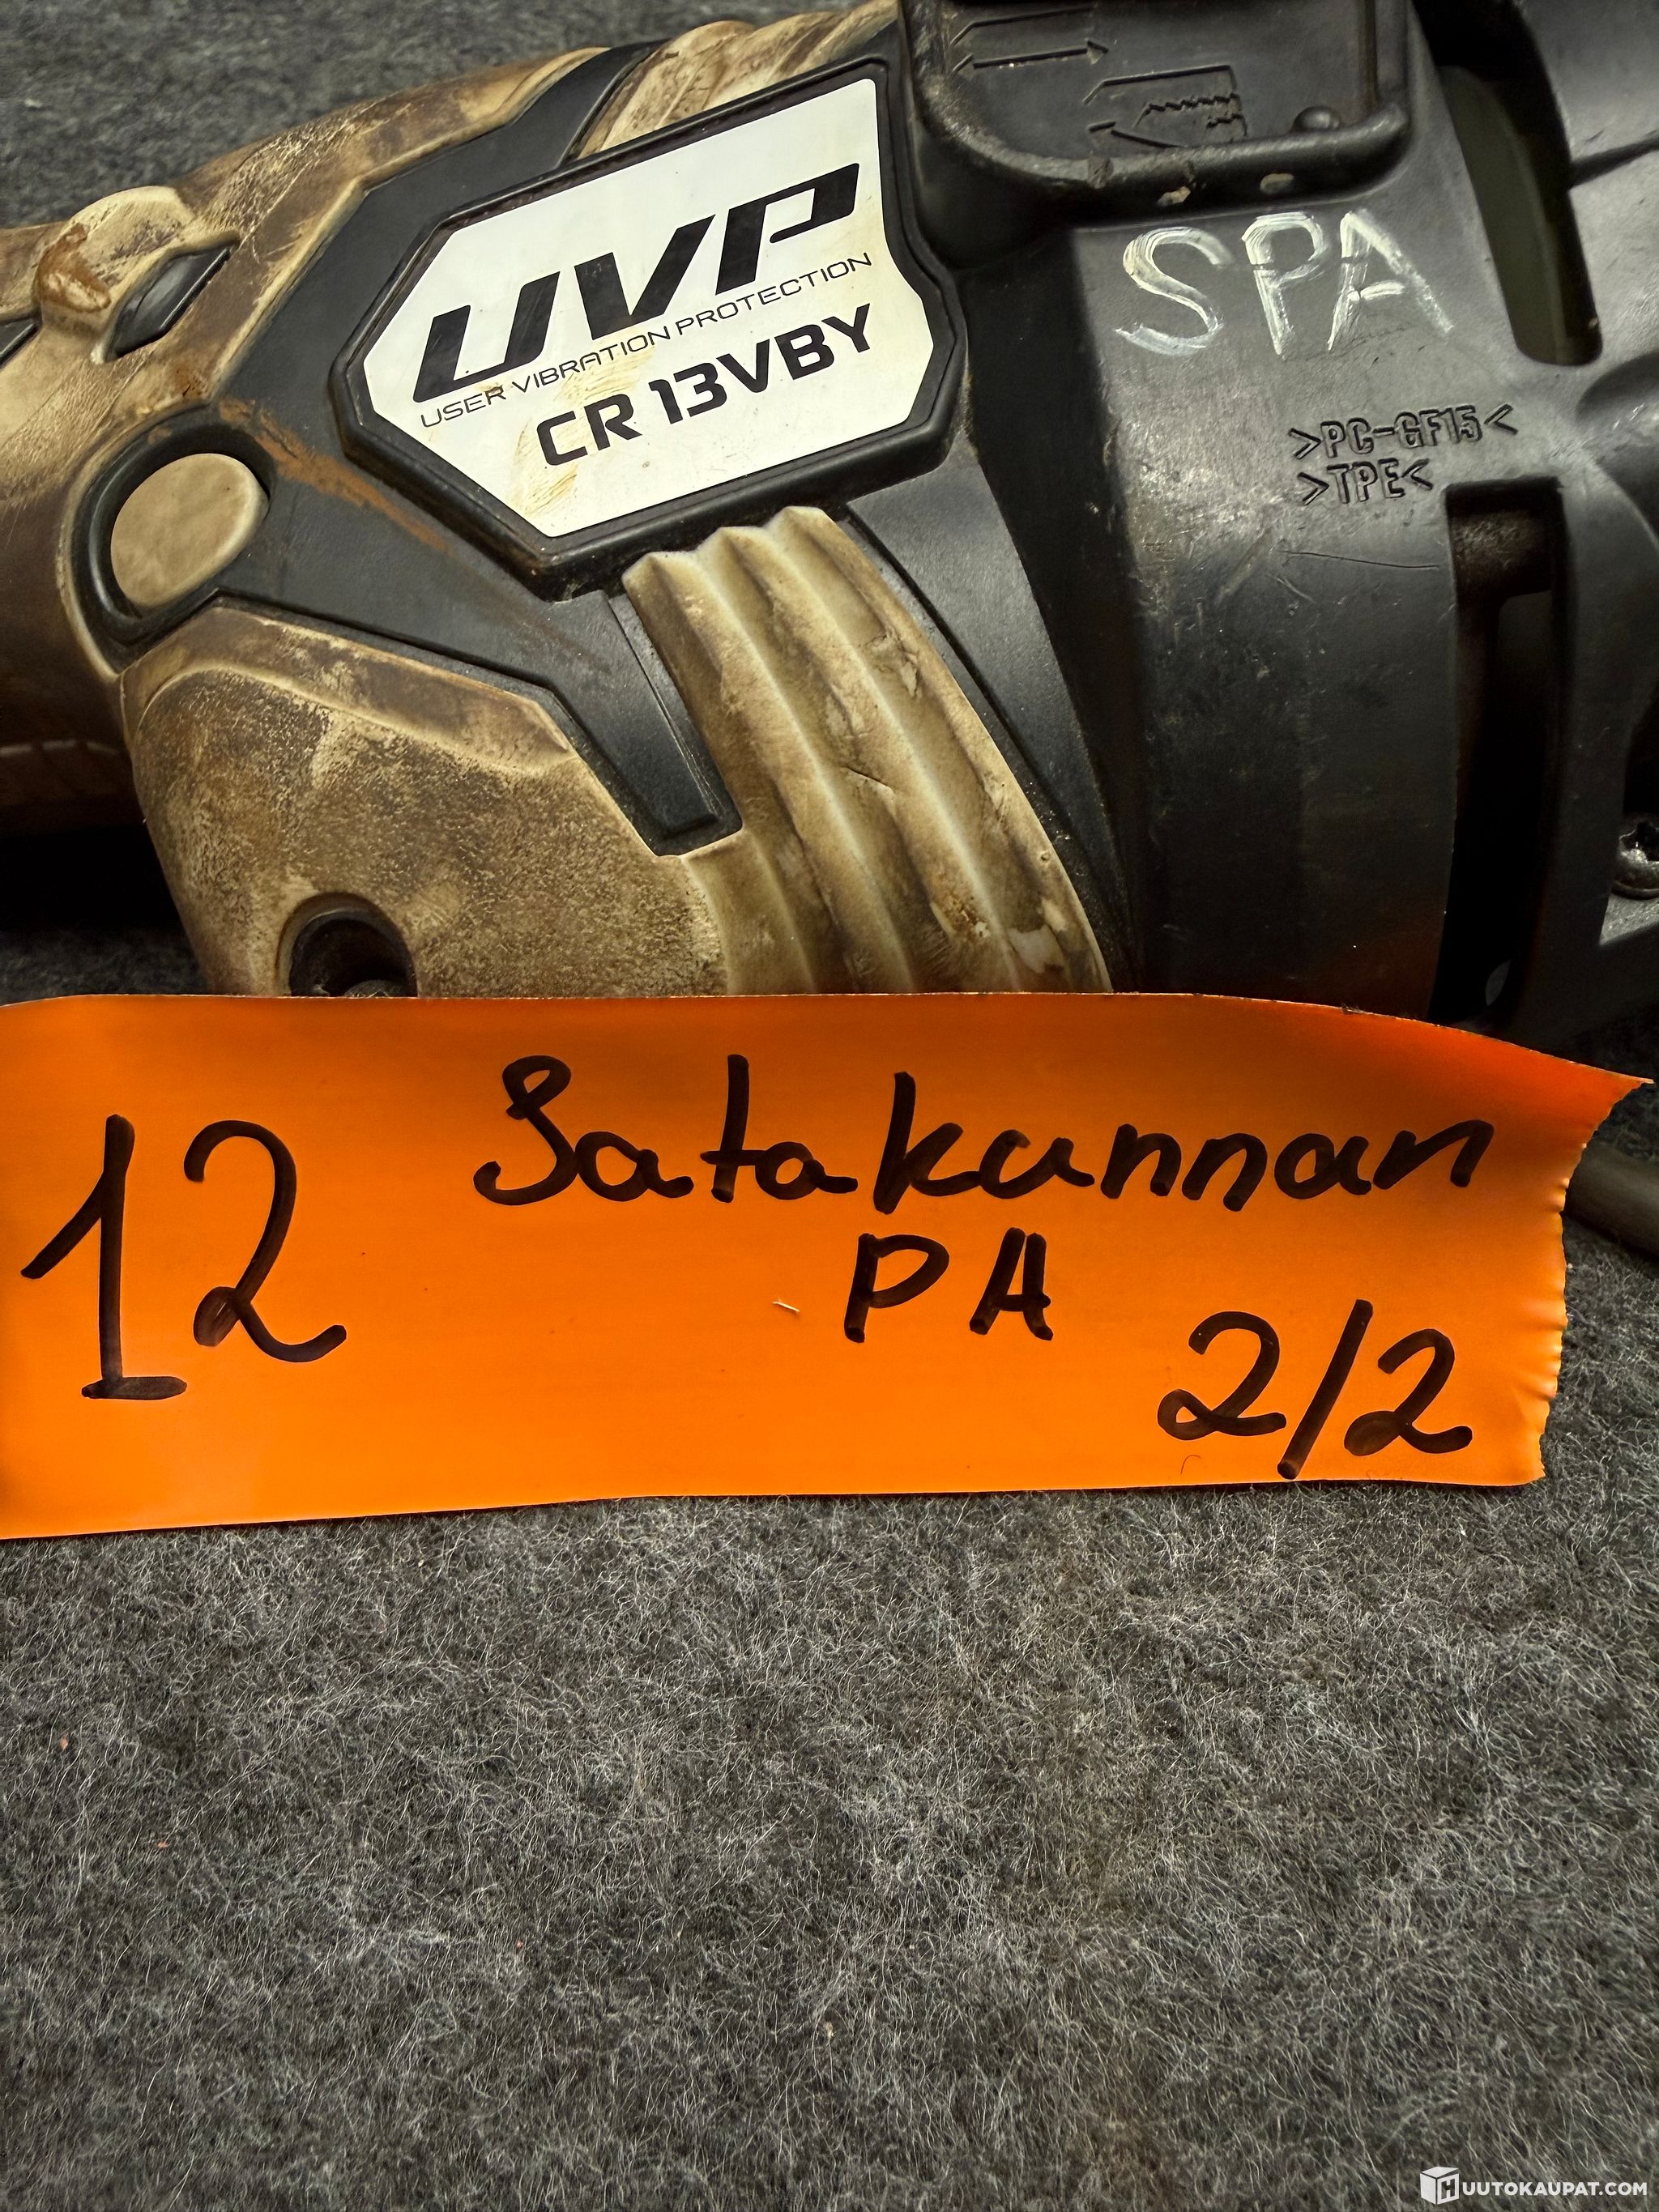 UVP
USER VIBRATION PROTECTION
CR 13VBY
SPA
>PC-GF15<
>TPE<
12
Satakunnan
PA
2/2
HUUTOKAUPAT.COM